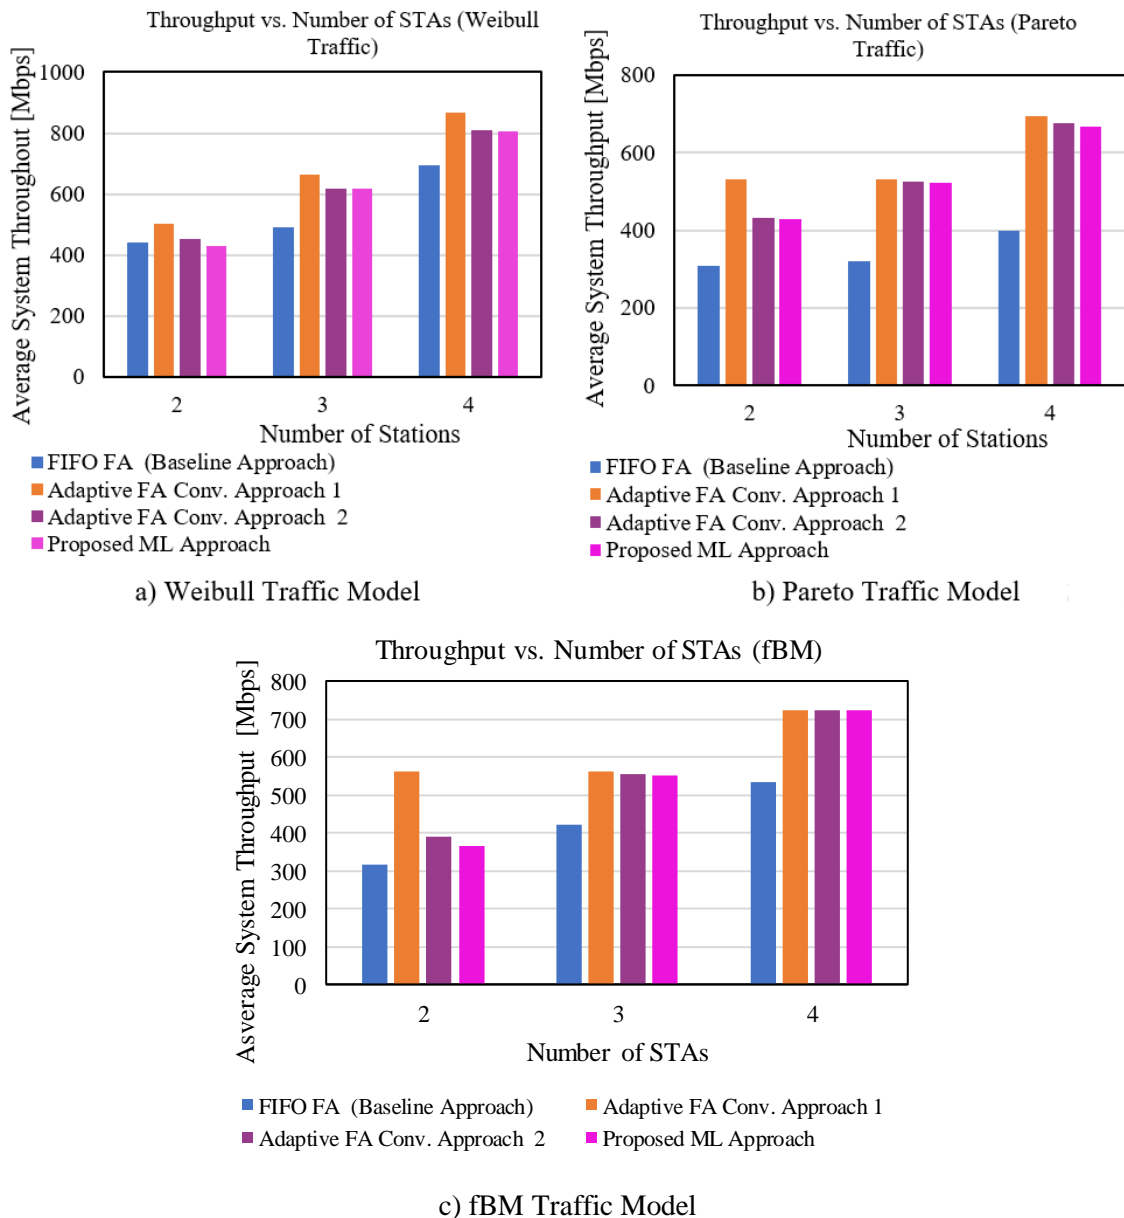 Throughput vs. Number of STAs (Weibull
Traffic)
Average System Throughout [Mbps]
1000
800
600
400
200
0
2 3 4
Number of Stations
FIFO FA (Baseline Approach)
Adaptive FA Conv. Approach 1
Adaptive FA Conv. Approach 2
Proposed ML Approach
a) Weibull Traffic Model
Throughput vs. Number of STAs (Pareto
Traffic)
Average System Throughput [Mbps]
800
600
400
200
0
2 3 4
Number of Stations
FIFO FA (Baseline Approach)
Adaptive FA Conv. Approach 1
Adaptive FA Conv. Approach 2
Proposed ML Approach
b) Pareto Traffic Model
Throughput vs. Number of STAs (fBM)
Asverage System Throughput [Mbps]
800
700
600
500
400
300
200
100
0
2 3 4
Number of STAs
FIFO FA (Baseline Approach) Adaptive FA Conv. Approach 1
Adaptive FA Conv. Approach 2 Proposed ML Approach
c) fBM Traffic Model